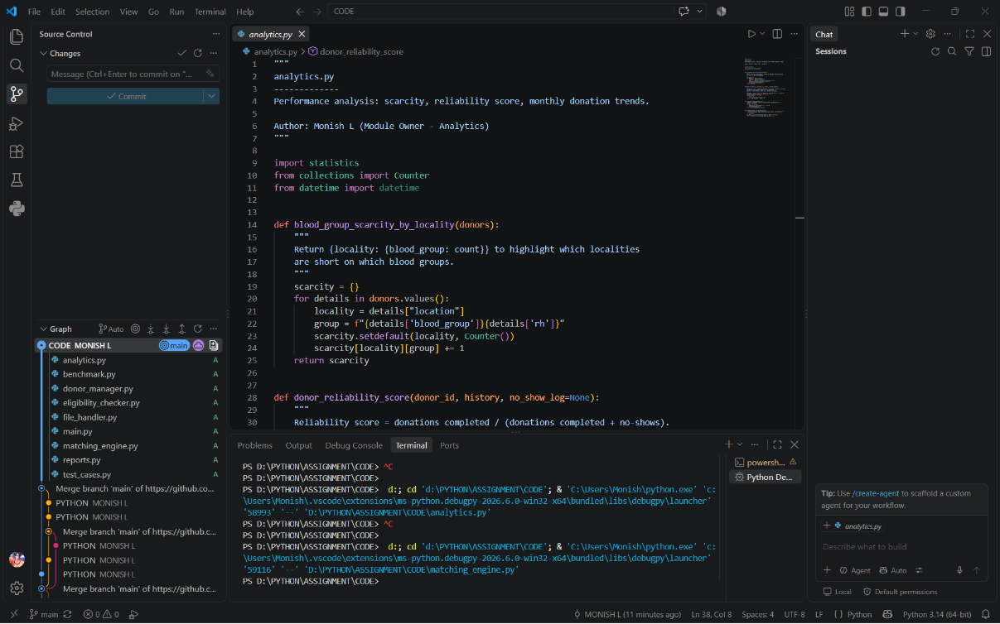 File Edit Selection View Go Run Terminal Help
CODE
Source Control
Changes
Message (Ctrl+Enter to commit on "...
Commit
Graph
Auto
CODE MONISH L main
analytics.py A
benchmark.py A
donor_manager.py A
eligibility_checker.py A
file_handler.py A
main.py A
matching_engine.py A
reports.py A
test_cases.py A
Merge branch 'main' of https://github.co...
PYTHON MONISH L
PYTHON MONISH L
Merge branch 'main' of https://github.c...
PYTHON MONISH L
PYTHON MONISH L
PYTHON MONISH L
Merge branch 'main' of https://github.c...
analytics.py
analytics.py > donor_reliability_score
1 """
2 analytics.py
3 -------------
4 Performance analysis: scarcity, reliability score, monthly donation trends.
5
6 Author: Monish L (Module Owner - Analytics)
7 """
8
9 import statistics
10 from collections import Counter
11 from datetime import datetime
12
13
14 def blood_group_scarcity_by_locality(donors):
15 """
16 Return {locality: {blood_group: count}} to highlight which localities
17 are short on which blood groups.
18 """
19 scarcity = {}
20 for details in donors.values():
21 locality = details["location"]
22 group = f"{details['blood_group']}{details['rh']}"
23 scarcity.setdefault(locality, Counter())
24 scarcity[locality][group] += 1
25 return scarcity
26
27
28 def donor_reliability_score(donor_id, history, no_show_log=None):
29 """
30 Reliability score = donations completed / (donations completed + no-shows).
Problems Output Debug Console Terminal Ports
PS D:\PYTHON\ASSIGNMENT\CODE> ^C
PS D:\PYTHON\ASSIGNMENT\CODE>
PS D:\PYTHON\ASSIGNMENT\CODE> d:; cd 'd:\PYTHON\ASSIGNMENT\CODE'; & 'C:\Users\Monish\python.exe' 'c:
\Users\Monish\.vscode\extensions\ms-python.debugpy-2026.6.0-win32-x64\bundled\libs\debugpy\launcher'
'58993' '--' 'D:\PYTHON\ASSIGNMENT\CODE\analytics.py'
PS D:\PYTHON\ASSIGNMENT\CODE> ^C
PS D:\PYTHON\ASSIGNMENT\CODE>
PS D:\PYTHON\ASSIGNMENT\CODE> d:; cd 'd:\PYTHON\ASSIGNMENT\CODE'; & 'C:\Users\Monish\python.exe' 'c:
\Users\Monish\.vscode\extensions\ms-python.debugpy-2026.6.0-win32-x64\bundled\libs\debugpy\launcher'
'59116' '--' 'D:\PYTHON\ASSIGNMENT\CODE\matching_engine.py'
PS D:\PYTHON\ASSIGNMENT\CODE>
powersh...
Python De...
Chat
Sessions
Tip: Use /create-agent to scaffold a custom
agent for your workflow.
analytics.py
Describe what to build
Agent Auto
Local Default permissions
main 0 0 MONISH L (11 minutes ago) Ln 38, Col 8 Spaces: 4 UTF-8 LF { } Python Python 3.14 (64-bit)